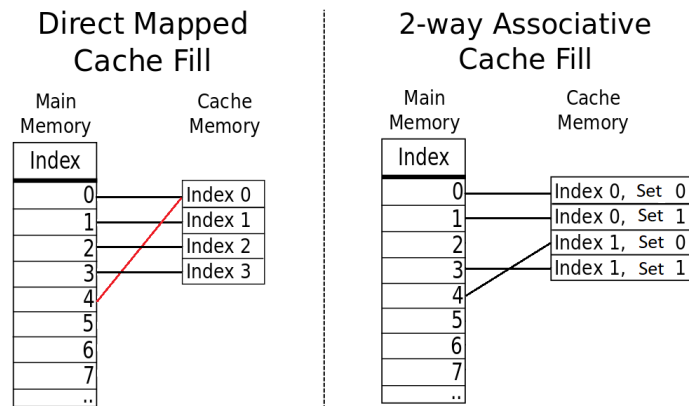 Direct Mapped
Cache Fill
Main
Memory
Cache
Memory
Index
0
1
2
3
4
5
6
7
..
Index 0
Index 1
Index 2
Index 3
2-way Associative
Cache Fill
Main
Memory
Cache
Memory
Index
0
1
2
3
4
5
6
7
..
Index 0, Set 0
Index 0, Set 1
Index 1, Set 0
Index 1, Set 1